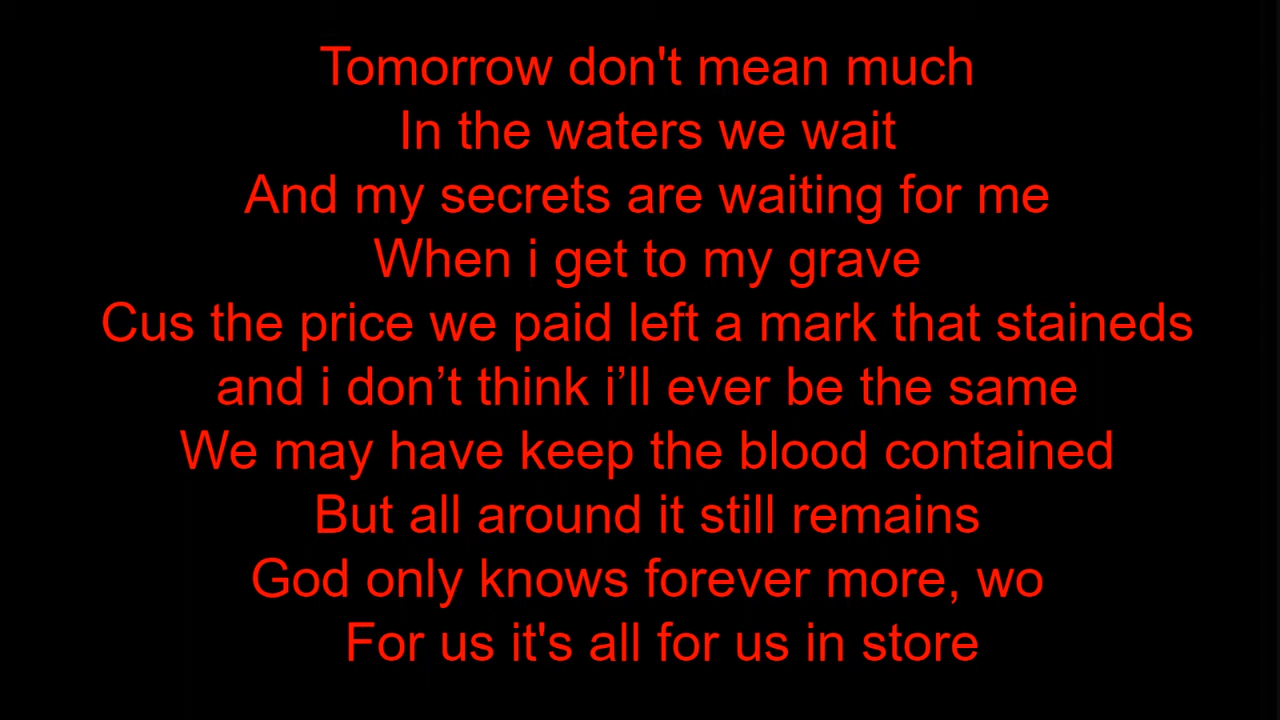 Tomorrow don't mean much
In the waters we wait
And my secrets are waiting for me
When i get to my grave
Cus the price we paid left a mark that staineds
and i don’t think i’ll ever be the same
We may have keep the blood contained
But all around it still remains
God only knows forever more, wo
For us it's all for us in store